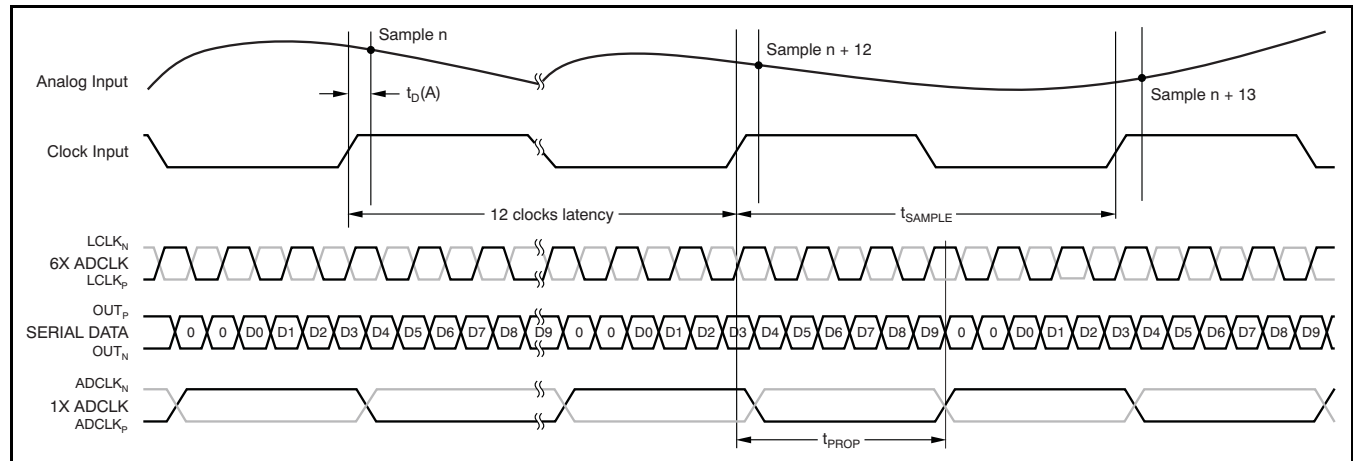 Sample n
Sample n + 12
Analog Input
t_D(A)
Sample n + 13
Clock Input
12 clocks latency
t_SAMPLE
LCLK_N
6X ADCLK
LCLK_P
OUT_P
SERIAL DATA 0 0 D0 D1 D2 D3 D4 D5 D6 D7 D8 D9 0 0 D0 D1 D2 D3 D4 D5 D6 D7 D8 D9 0 0 D0 D1 D2 D3 D4 D5 D6 D7 D8 D9
OUT_N
ADCLK_N
1X ADCLK
ADCLK_P
t_PROP